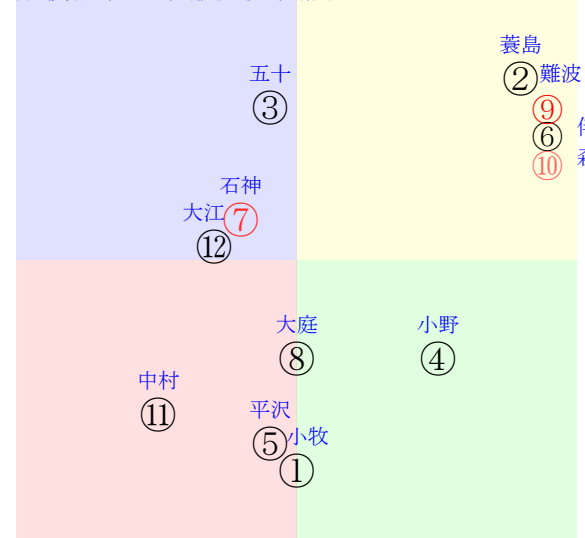 蓑島
② 難波
五十
③
⑨
⑥
⑩
石神
大江 ⑦
⑫
大庭
⑧
小野
④
中村
⑪
平沢
⑤ 小牧
①